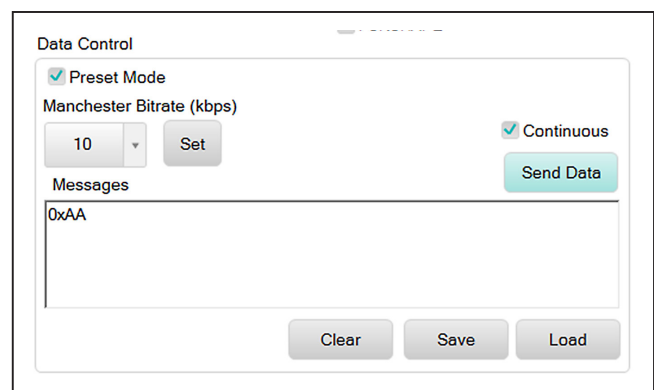 Data Control
Preset Mode
Manchester Bitrate (kbps)
10
Set
Continuous
Send Data
Messages
0xAA
Clear
Save
Load